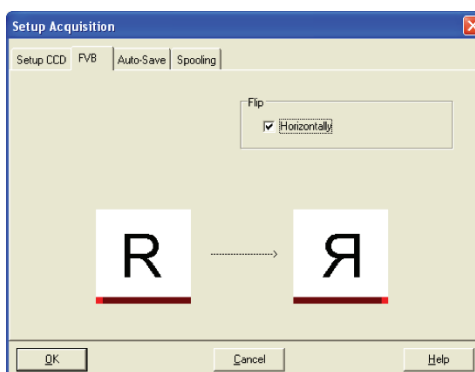 Setup Acquisition
Setup CCD FVB Auto-Save Spooling
Flip
Horizontally
R Я
OK Cancel Help